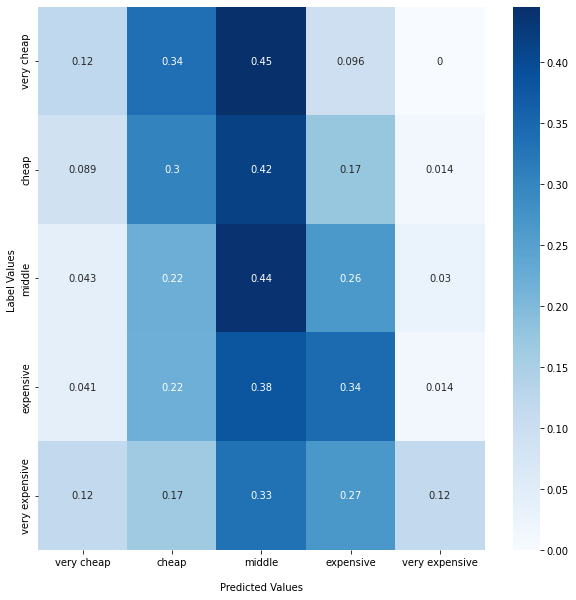 0.12 0.34 0.45 0.096 0
0.089 0.3 0.42 0.17 0.014
0.043 0.22 0.44 0.26 0.03
0.041 0.22 0.38 0.34 0.014
0.12 0.17 0.33 0.27 0.12
very cheap
cheap
middle
expensive
very expensive
Label Values
very cheap cheap middle expensive very expensive
Predicted Values
0.40
0.35
0.30
0.25
0.20
0.15
0.10
0.05
0.00